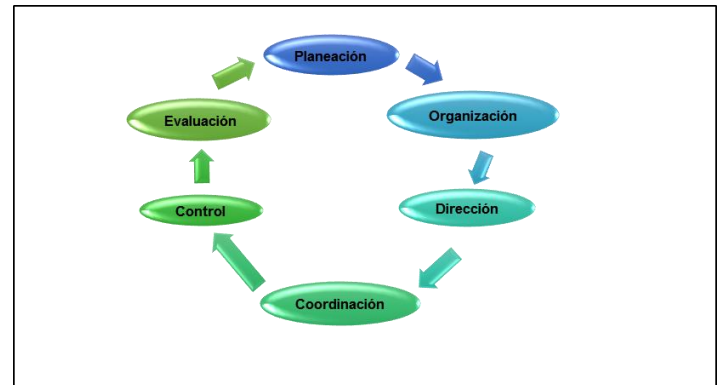 Planeación
Organización
Dirección
Coordinación
Control
Evaluación